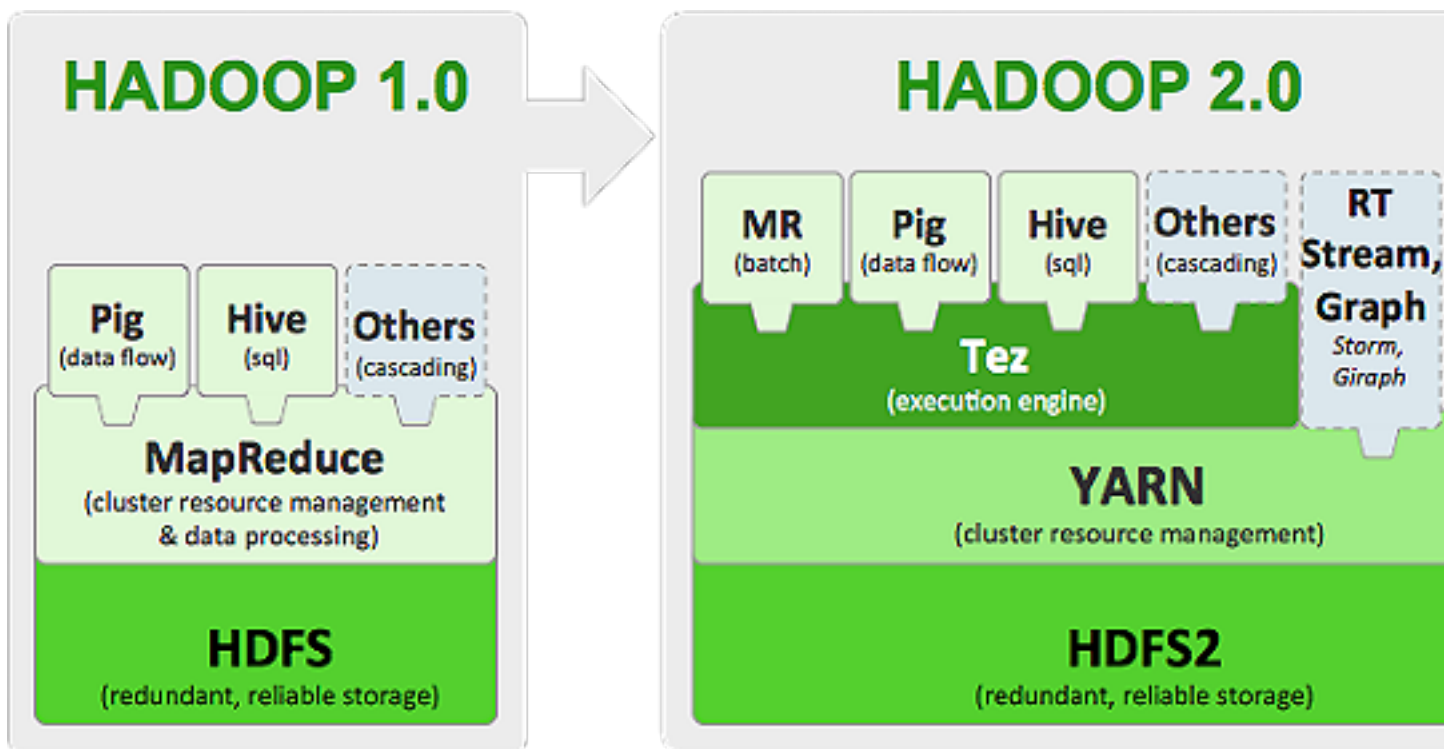 HADOOP 1.0
Pig
(data flow)
Hive
(sql)
Others
(cascading)
MapReduce
(cluster resource management
& data processing)
HDFS
(redundant, reliable storage)
HADOOP 2.0
MR
(batch)
Pig
(data flow)
Hive
(sql)
Others
(cascading)
RT
Stream,
Graph
Storm,
Giraph
Tez
(execution engine)
YARN
(cluster resource management)
HDFS2
(redundant, reliable storage)